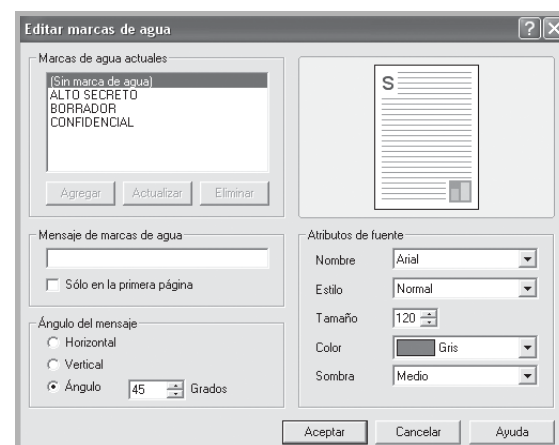 Editar marcas de agua
Marcas de agua actuales
(Sin marca de agua)
ALTO SECRETO
BORRADOR
CONFIDENCIAL
Agregar Actualizar Eliminar
S
Mensaje de marcas de agua
Sólo en la primera página
Ángulo del mensaje
Horizontal
Vertical
Ángulo 45 Grados
Atributos de fuente
Nombre Arial
Estilo Normal
Tamaño 120
Color Gris
Sombra Medio
Aceptar Cancelar Ayuda